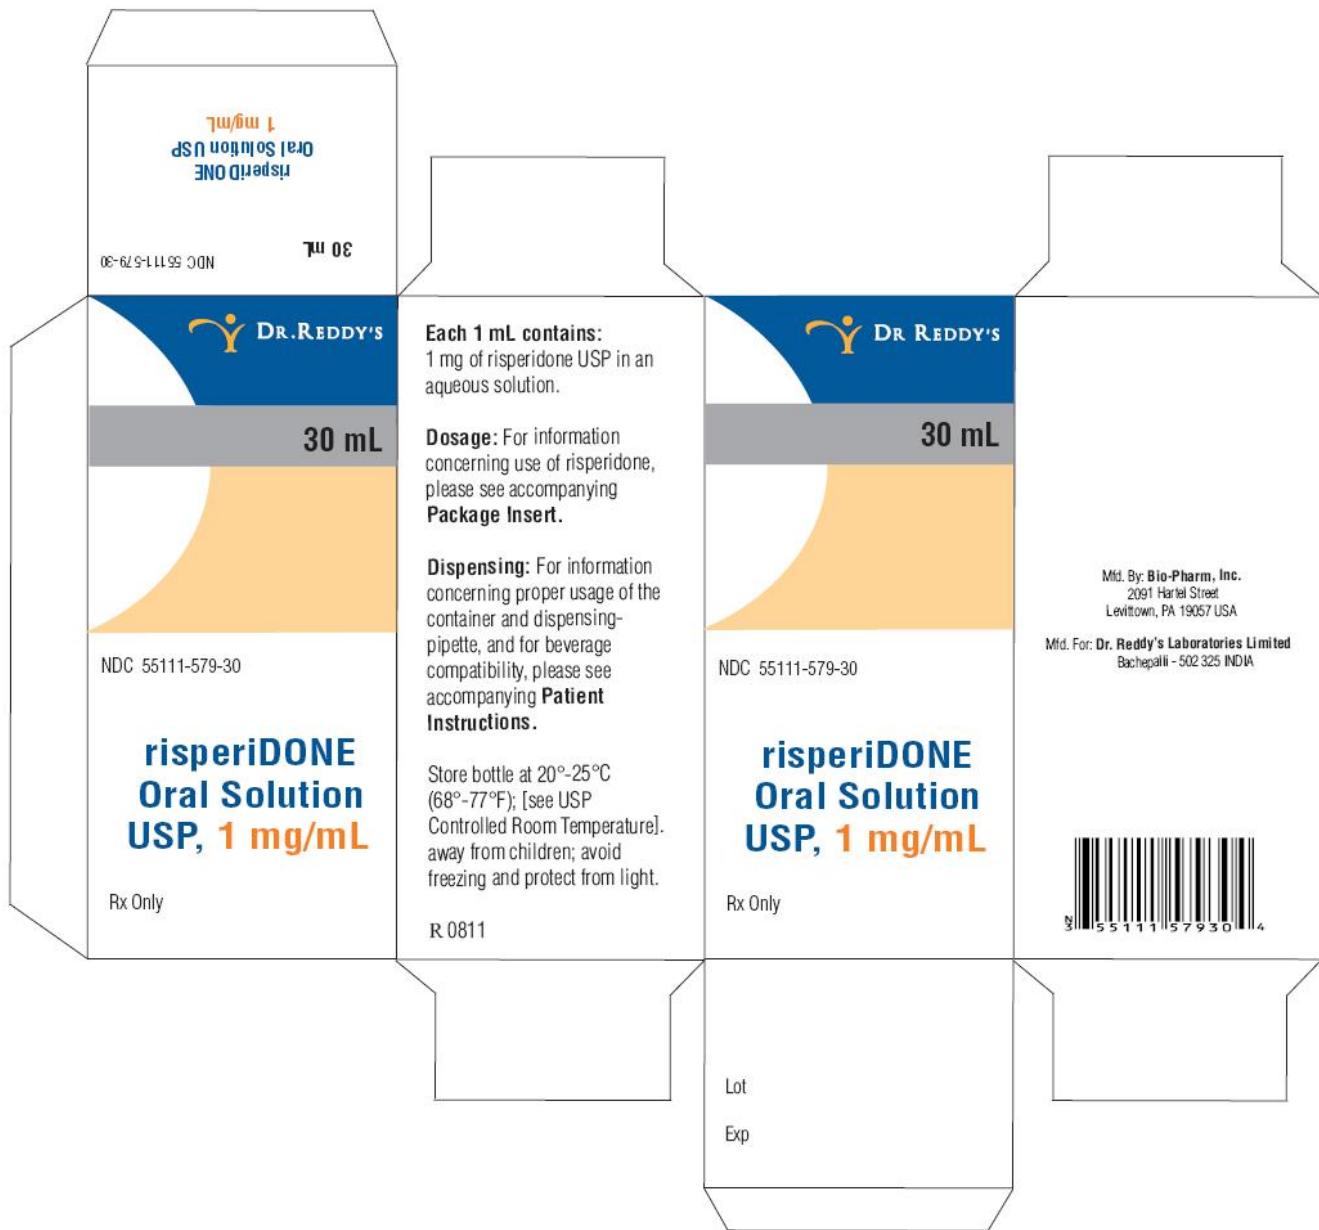 risperiDONE
Oral Solution USP
1 mg/mL
30 mL
NDC 55111-579-30
DR.REDDY'S
30 mL
NDC 55111-579-30
risperiDONE
Oral Solution
USP, 1 mg/mL
Rx Only
Each 1 mL contains:
1 mg of risperidone USP in an
aqueous solution.
Dosage: For information
concerning use of risperidone,
please see accompanying
Package Insert.
Dispensing: For information
concerning proper usage of the
container and dispensing-
pipette, and for beverage
compatibility, please see
accompanying Patient
Instructions.
Store bottle at 20°-25°C
(68°-77°F); [see USP
Controlled Room Temperature].
away from children; avoid
freezing and protect from light.
R 0811
DR REDDY'S
30 mL
NDC 55111-579-30
risperiDONE
Oral Solution
USP, 1 mg/mL
Rx Only
Lot
Exp
Mfd. By: Bio-Pharm, Inc.
2091 Hartel Street
Levittown, PA 19057 USA
Mfd. For: Dr. Reddy's Laboratories Limited
Bachepalli - 502 325 INDIA
N
3 55111 57930 4